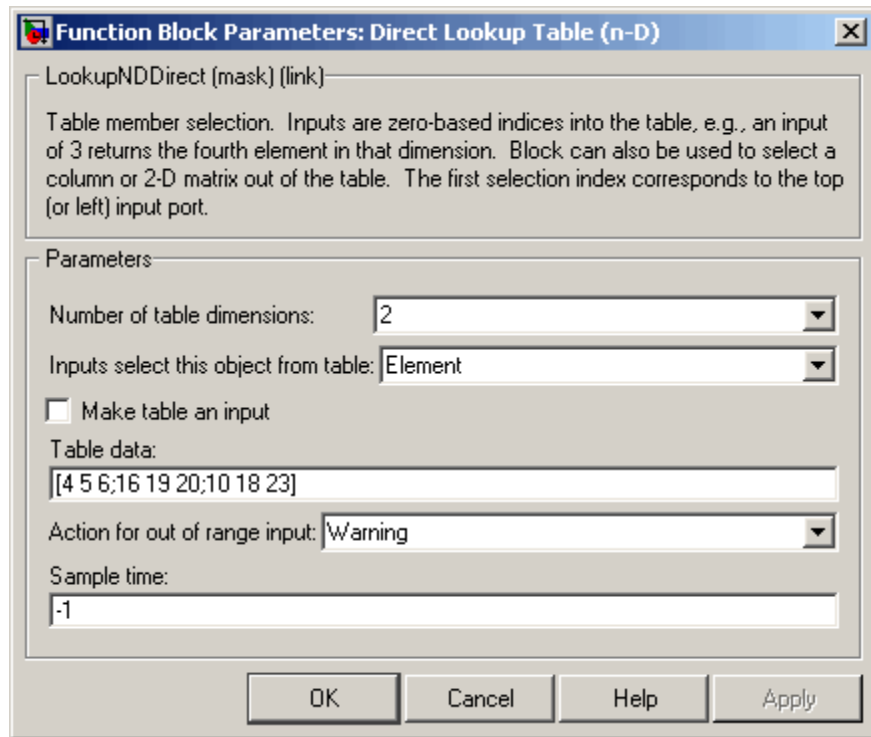 Function Block Parameters: Direct Lookup Table (n-D)
LookupNDDirect (mask) (link)
Table member selection. Inputs are zero-based indices into the table, e.g., an input
of 3 returns the fourth element in that dimension. Block can also be used to select a
column or 2-D matrix out of the table. The first selection index corresponds to the top
(or left) input port.
Parameters
Number of table dimensions: 2
Inputs select this object from table: Element
Make table an input
Table data:
[4 5 6;16 19 20;10 18 23]
Action for out of range input: Warning
Sample time:
-1
OK Cancel Help Apply